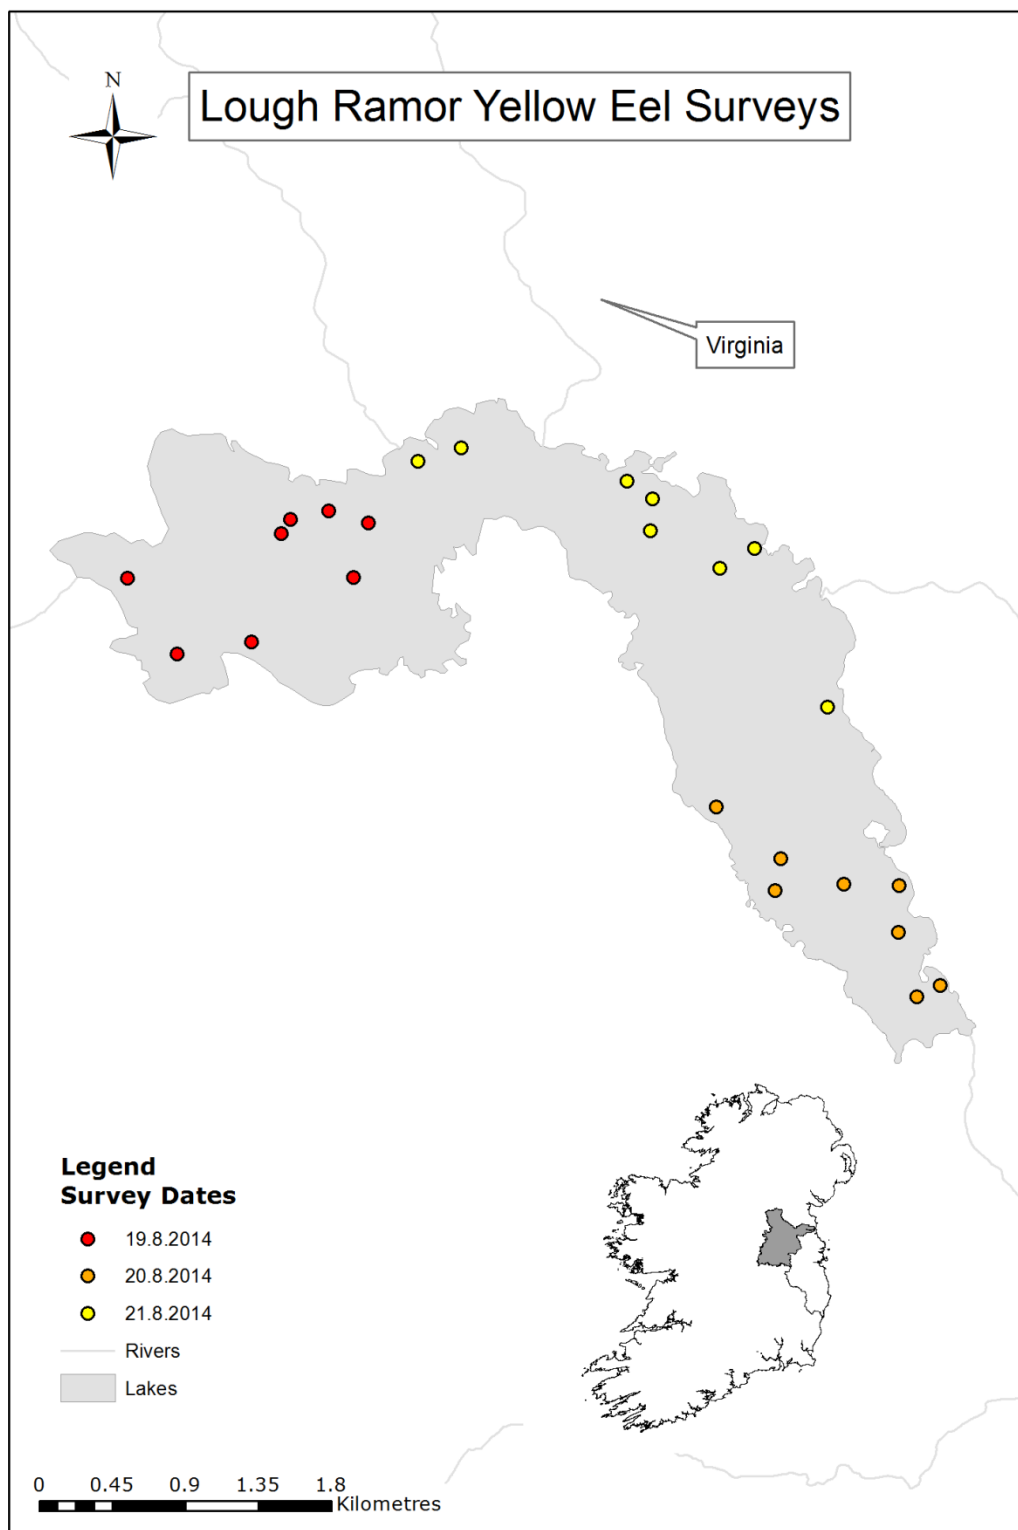 N
Lough Ramor Yellow Eel Surveys
Virginia
Legend
Survey Dates
19.8.2014
20.8.2014
21.8.2014
Rivers
Lakes
0 0.45 0.9 1.35 1.8
Kilometres